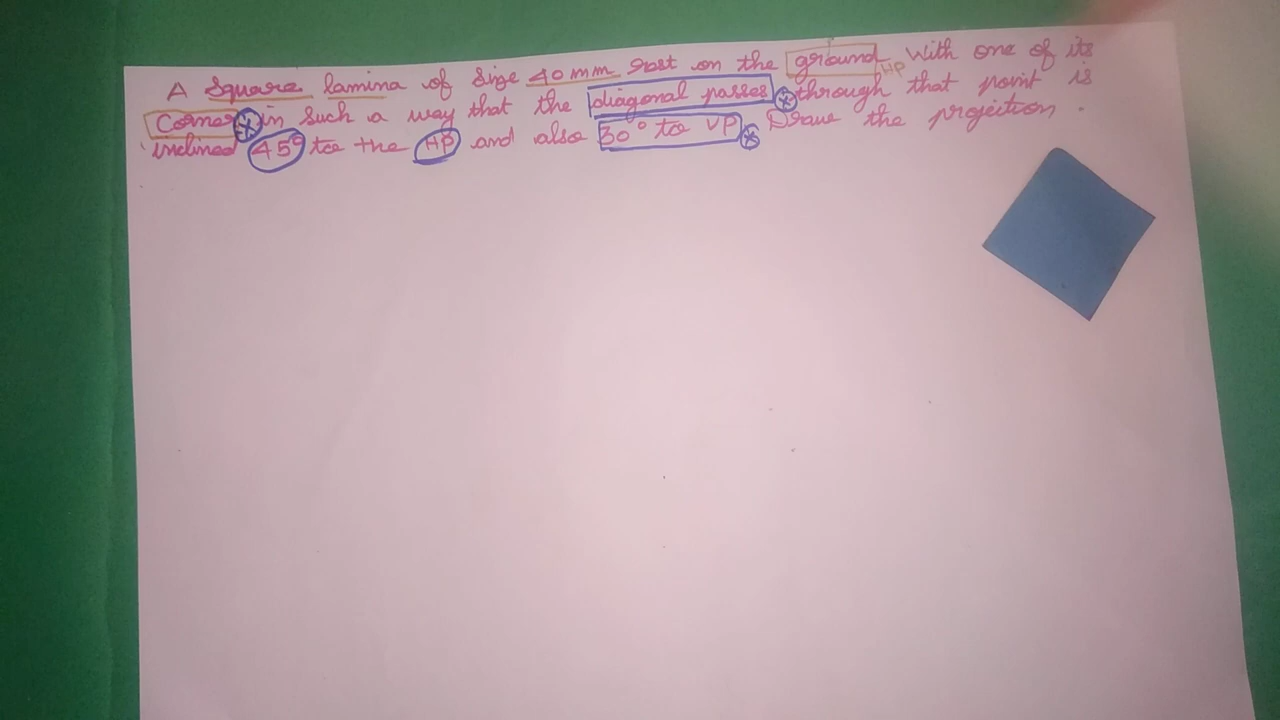 A Square lamina of size 40 mm rest on the ground HP With one of its
Corner in such a way that the diagonal passes through that point is
inclined 45° to the HP and also 30° to VP Draw the projection.